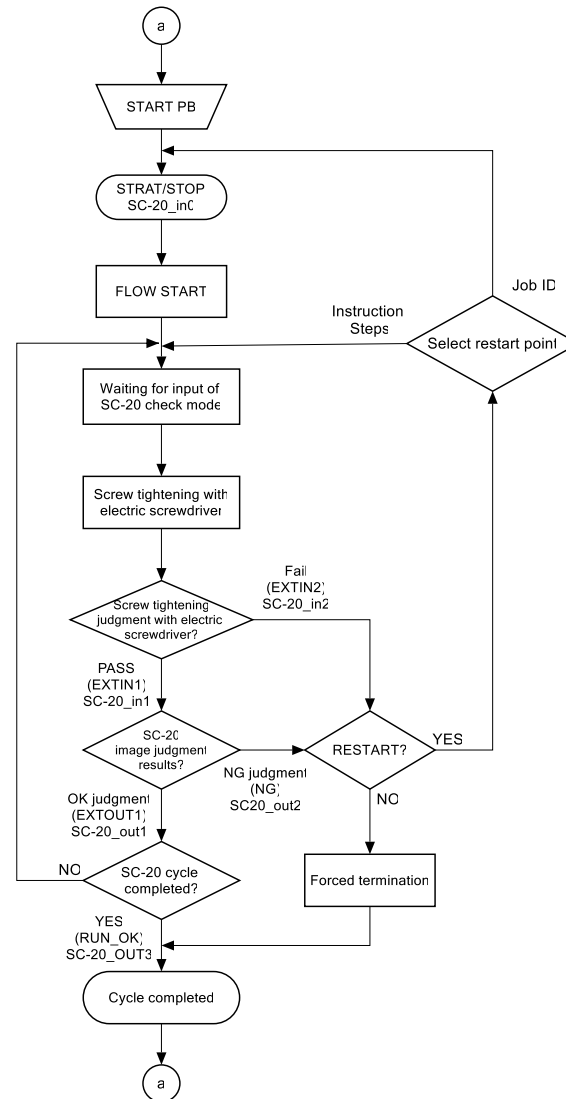 a
START PB
STRAT/STOP
SC-20_in0
FLOW START
Job ID
Instruction
Steps
Select restart point
Waiting for input of
SC-20 check mode
Screw tightening with
electric screwdriver
Fail
(EXTIN2)
SC-20_in2
Screw tightening
judgment with electric
screwdriver?
PASS
(EXTIN1)
SC-20_in1
SC-20
image judgment
results?
RESTART?
YES
NG judgment
(NG)
SC20_out2
NO
OK judgment
(EXTOUT1)
SC-20_out1
NO
SC-20 cycle
completed?
Forced termination
YES
(RUN_OK)
SC-20_OUT3
Cycle completed
a